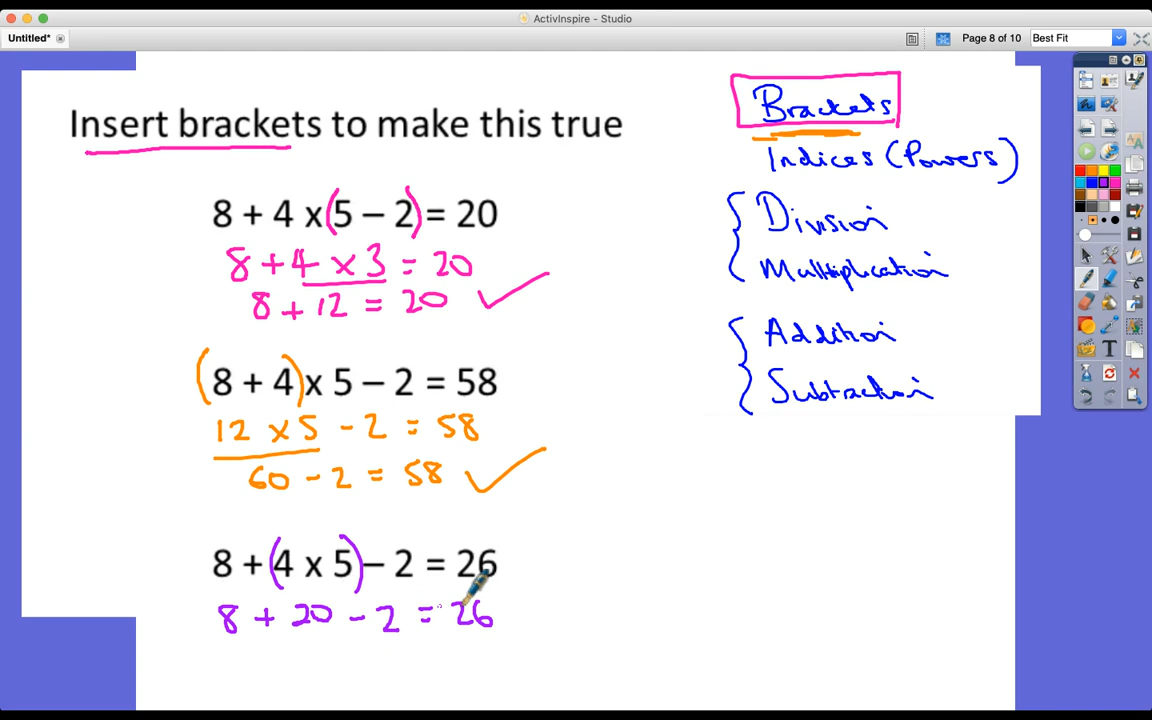 ActivInspire - Studio
Untitled*
Page 8 of 10
Best Fit
Insert brackets to make this true
8 + 4 x (5 – 2) = 20
8 + 4 x 3 = 20
8 + 12 = 20
(8 + 4) x 5 – 2 = 58
12 x 5 - 2 = 58
60 - 2 = 58
8 + (4 x 5) – 2 = 26
8 + 20 - 2 = 26
Brackets
Indices (Powers)
Division
Multiplication
Addition
Subtraction